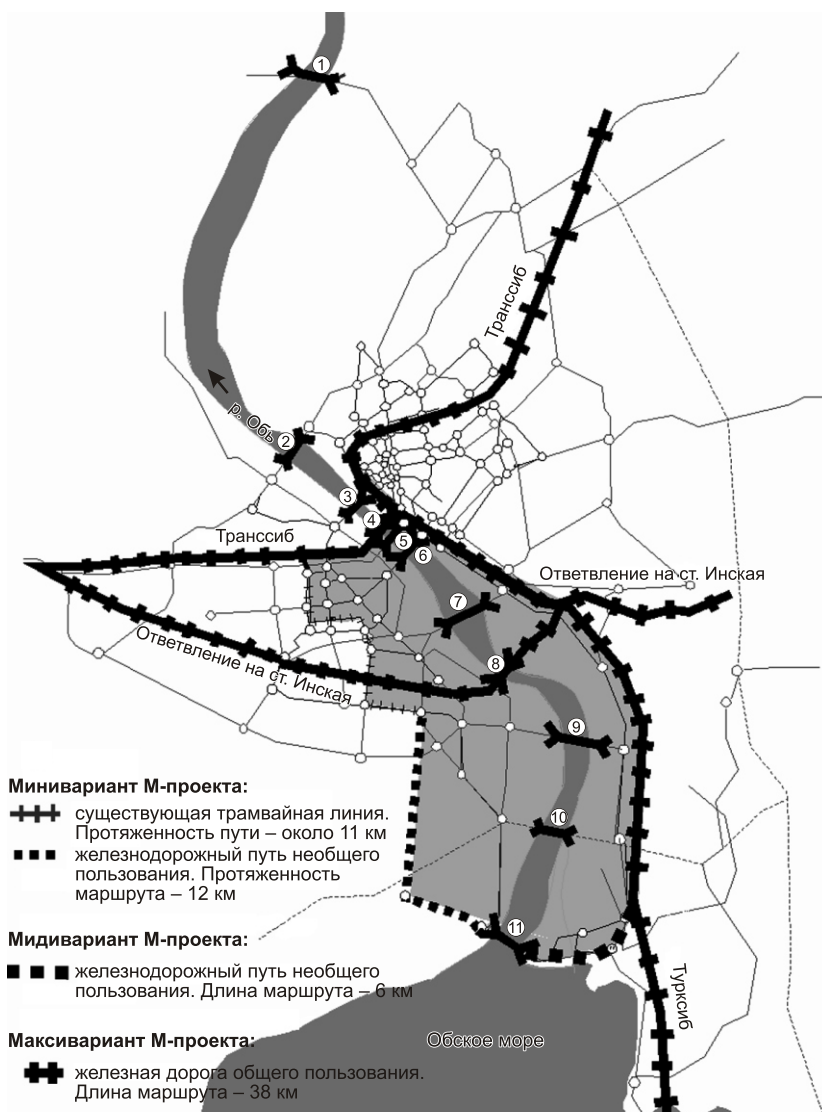 1
Транссиб
р. Обь
2
3
4
5
6
Транссиб
Ответвление на ст. Инская
7
Ответвление на ст. Инская
8
9
Минивариант М-проекта:
существующая трамвайная линия.
Протяженность пути – около 11 км
10
железнодорожный путь необщего
пользования. Протяженность
маршрута – 12 км
11
Мидивариант М-проекта:
железнодорожный путь необщего
пользования. Длина маршрута – 6 км
Турксиб
Обское море
Максивариант М-проекта:
железная дорога общего пользования.
Длина маршрута – 38 км